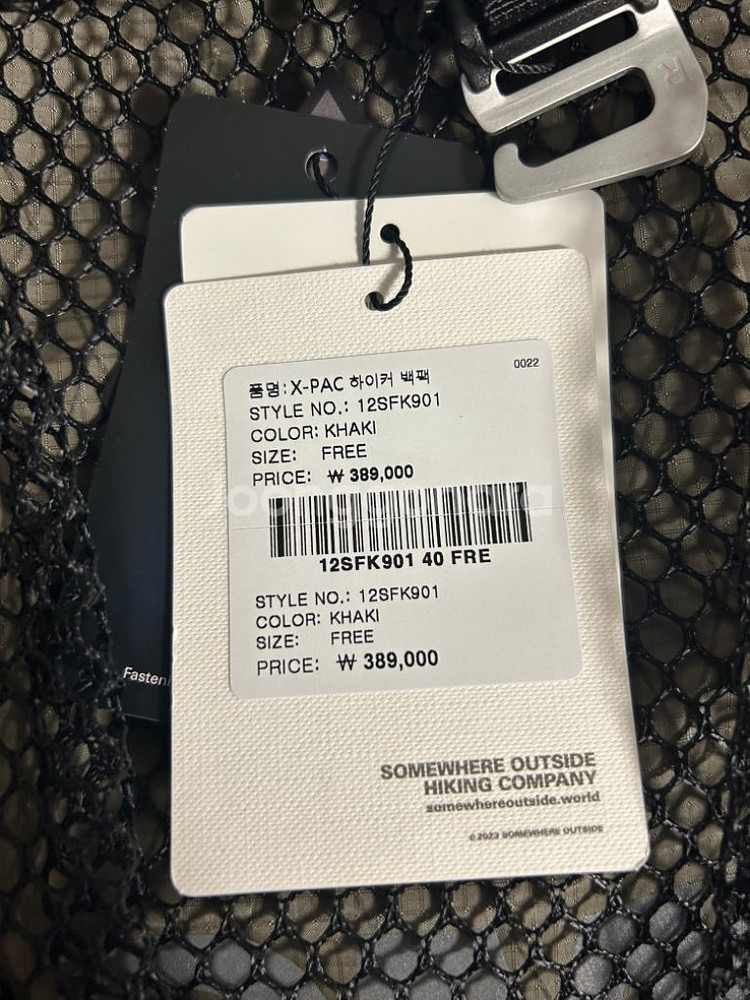 0022
품명: X-PAC 하이커 백팩
STYLE NO.: 12SFK901
COLOR: KHAKI
SIZE: FREE
PRICE: ₩ 389,000
joonggonara
12SFK901 40 FRE
STYLE NO.: 12SFK901
COLOR: KHAKI
SIZE: FREE
PRICE: ₩ 389,000
Fasteni
SOMEWHERE OUTSIDE
HIKING COMPANY
somewhereoutside.world
© 2023 SOMEWHERE OUTSIDE